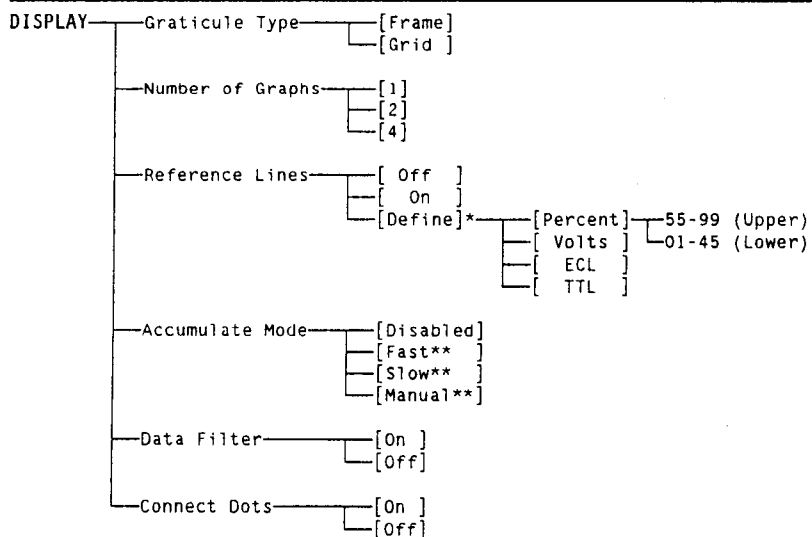 DISPLAY Graticule Type [Frame]
[Grid ]
Number of Graphs [1]
[2]
[4]
Reference Lines [ Off ]
[ On ]
[Define]* [Percent] 55-99 (Upper)
[ Volts ] 01-45 (Lower)
[ ECL ]
[ TTL ]
Accumulate Mode [Disabled]
[Fast** ]
[Slow** ]
[Manual**]
Data Filter [On ]
[Off]
Connect Dots [On ]
[Off]